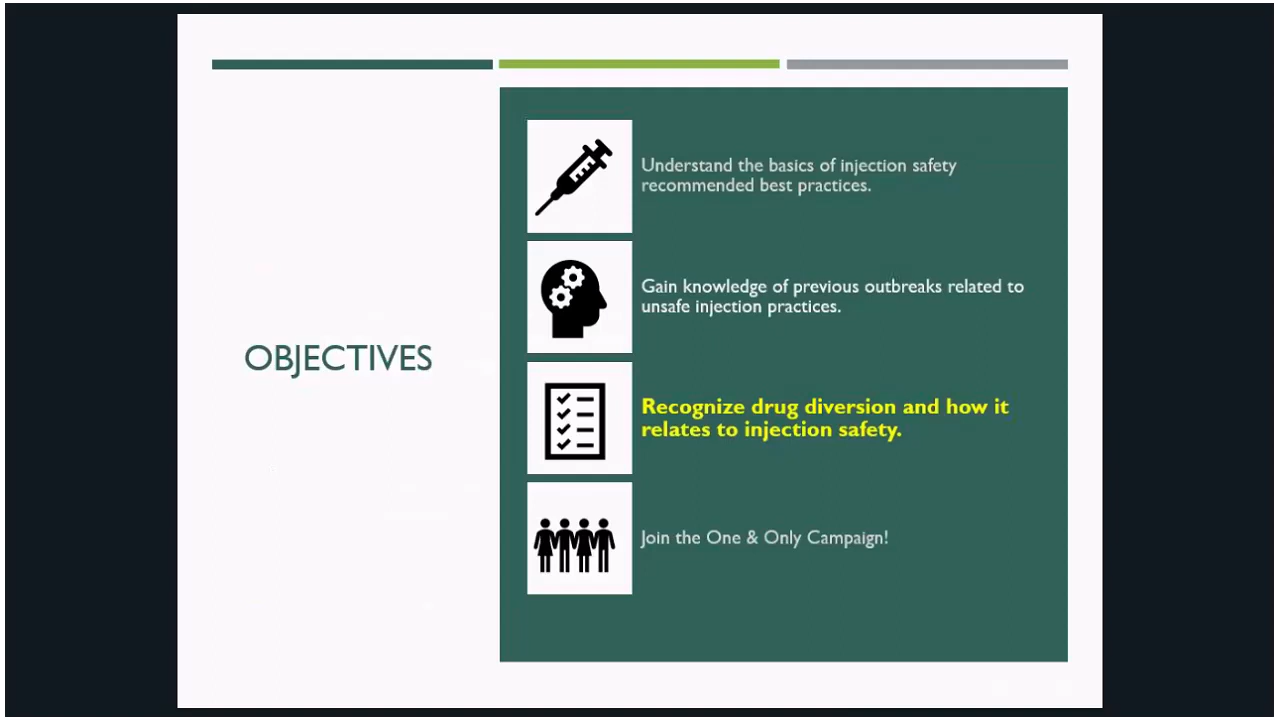 OBJECTIVES
Understand the basics of injection safety
recommended best practices.
Gain knowledge of previous outbreaks related to
unsafe injection practices.
Recognize drug diversion and how it
relates to injection safety.
Join the One & Only Campaign!